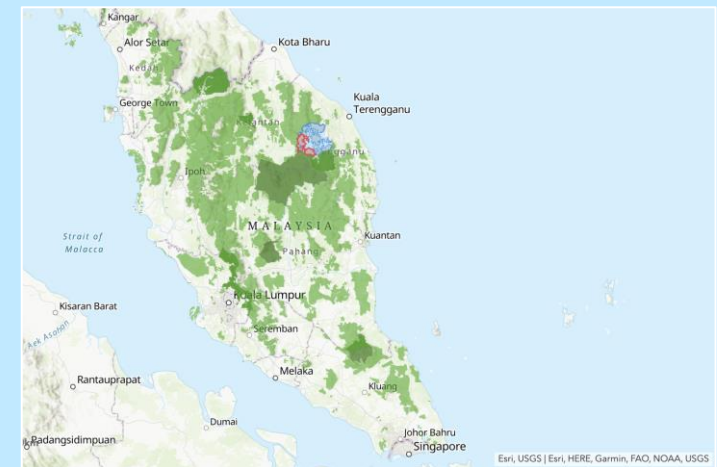 Kangar
Alor Setar
Kota Bharu
Kedah
George Town
Kuala
Terengganu
Ipoh
MALAYSIA
Strait of
Malacca
Kuantan
Pahang
Kuala Lumpur
Kisaran Barat
Seremban
Aek Asahan
Melaka
Rantauprapat
Kluang
Dumai
Johor Bahru
Padangsidimpuan
Singapore
Esri, USGS | Esri, HERE, Garmin, FAO, NOAA, USGS